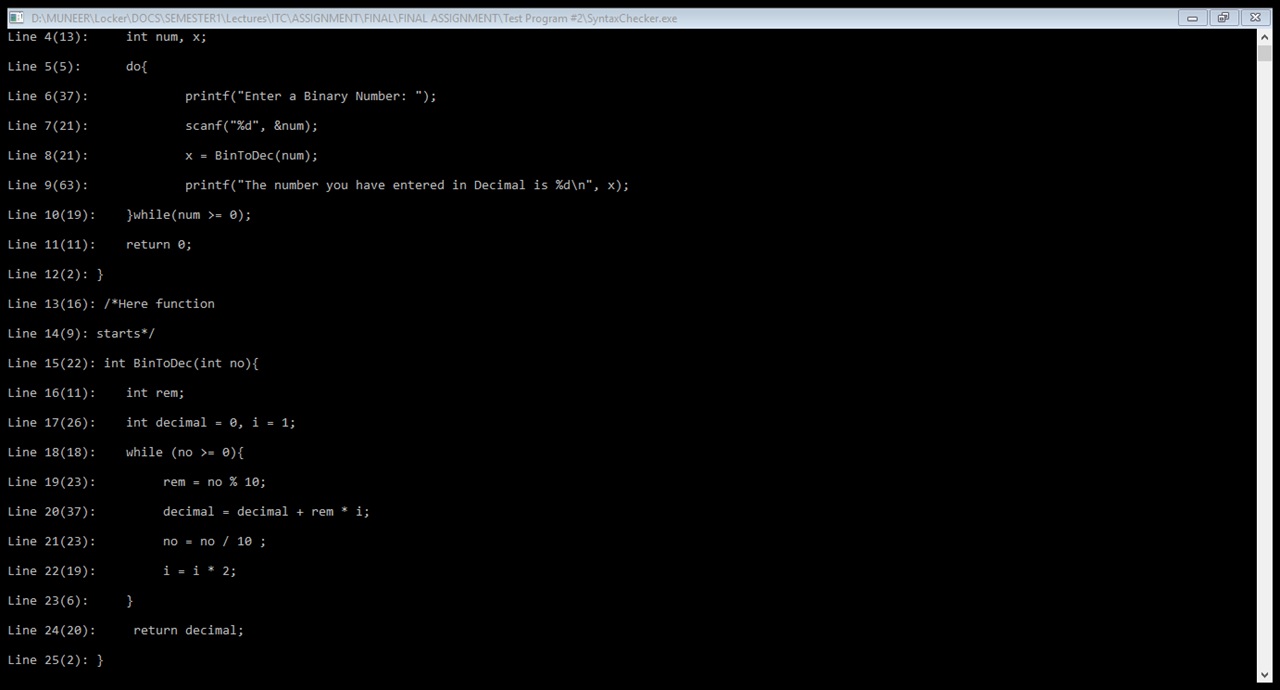 D:\MUNEER\Locker\DOCS\SEMESTER1\Lectures\ITC\ASSIGNMENT\FINAL\FINAL ASSIGNMENT\Test Program #2\SyntaxChecker.exe
Line 4(13):     int num, x;
Line 5(5):      do{
Line 6(37):             printf("Enter a Binary Number: ");
Line 7(21):             scanf("%d", &num);
Line 8(21):             x = BinToDec(num);
Line 9(63):             printf("The number you have entered in Decimal is %d\n", x);
Line 10(19):    }while(num >= 0);
Line 11(11):    return 0;
Line 12(2): }
Line 13(16): /*Here function
Line 14(9): starts*/
Line 15(22): int BinToDec(int no){
Line 16(11):    int rem;
Line 17(26):    int decimal = 0, i = 1;
Line 18(18):    while (no >= 0){
Line 19(23):         rem = no % 10;
Line 20(37):         decimal = decimal + rem * i;
Line 21(23):         no = no / 10 ;
Line 22(19):         i = i * 2;
Line 23(6):     }
Line 24(20):     return decimal;
Line 25(2): }